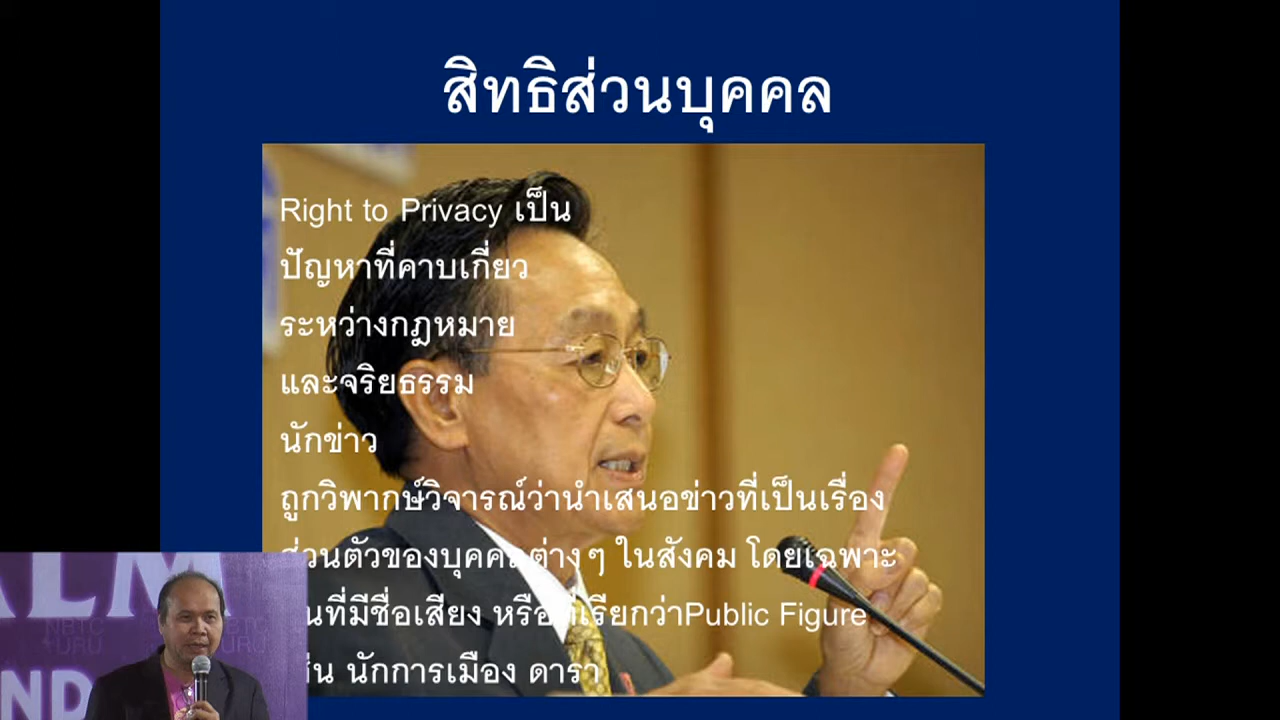 สิทธิส่วนบุคคล
Right to Privacy เป็น
ปัญหาที่คาบเกี่ยว
ระหว่างกฎหมาย
และจริยธรรม
นักข่าว
ถูกวิพากษ์วิจารณ์ว่านำเสนอข่าวที่เป็นเรื่อง
ส่วนตัวของบุคคลต่างๆ ในสังคม โดยเฉพาะ
ที่มีชื่อเสียง หรือที่เรียกว่าPublic Figure
นักการเมือง ดารา